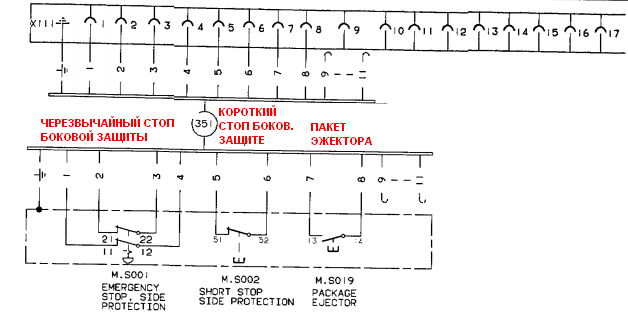 X111 1 2 3 4 5 6 7 8 9 10 11 12 13 14 15 16 17
1 2 3 4 5 6 7 8 9 11
ЧЕРЕЗВЫЧАЙНЫЙ СТОП
БОКОВОЙ ЗАЩИТЫ
(35)
КОРОТКИЙ
СТОП БОКОВ.
ЗАЩИТЕ
ПАКЕТ
ЭЖЕКТОРА
1 2 3 4 5 6 7 8 9 11
21 22
11 12
51 52
13 14
M.S001
EMERGENCY
STOP, SIDE
PROTECTION
M.S002
SHORT STOP
SIDE PROTECTION
M.S019
PACKAGE
EJECTOR